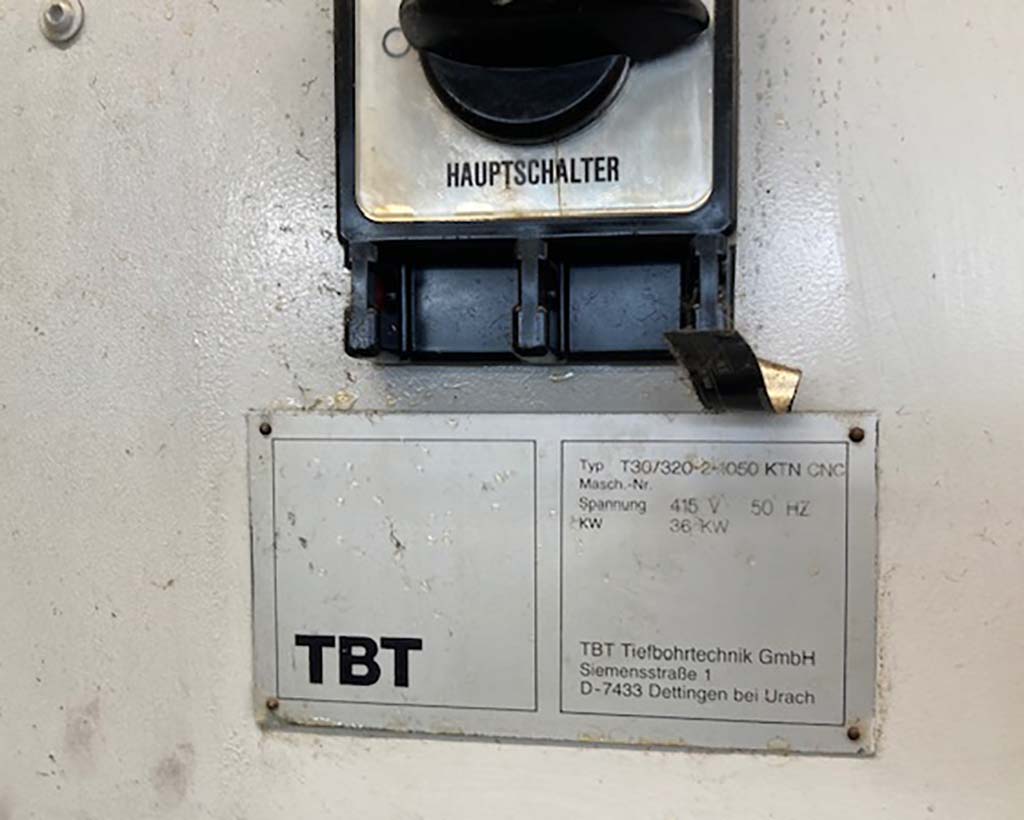 HAUPTSCHALTER
Typ T30/320-2-1050 KTN CNC
Masch.-Nr.
Spannung 415 V 50 HZ
KW 36 KW
TBT
TBT Tiefbohrtechnik GmbH
Siemensstraße 1
D-7433 Dettingen bei Urach